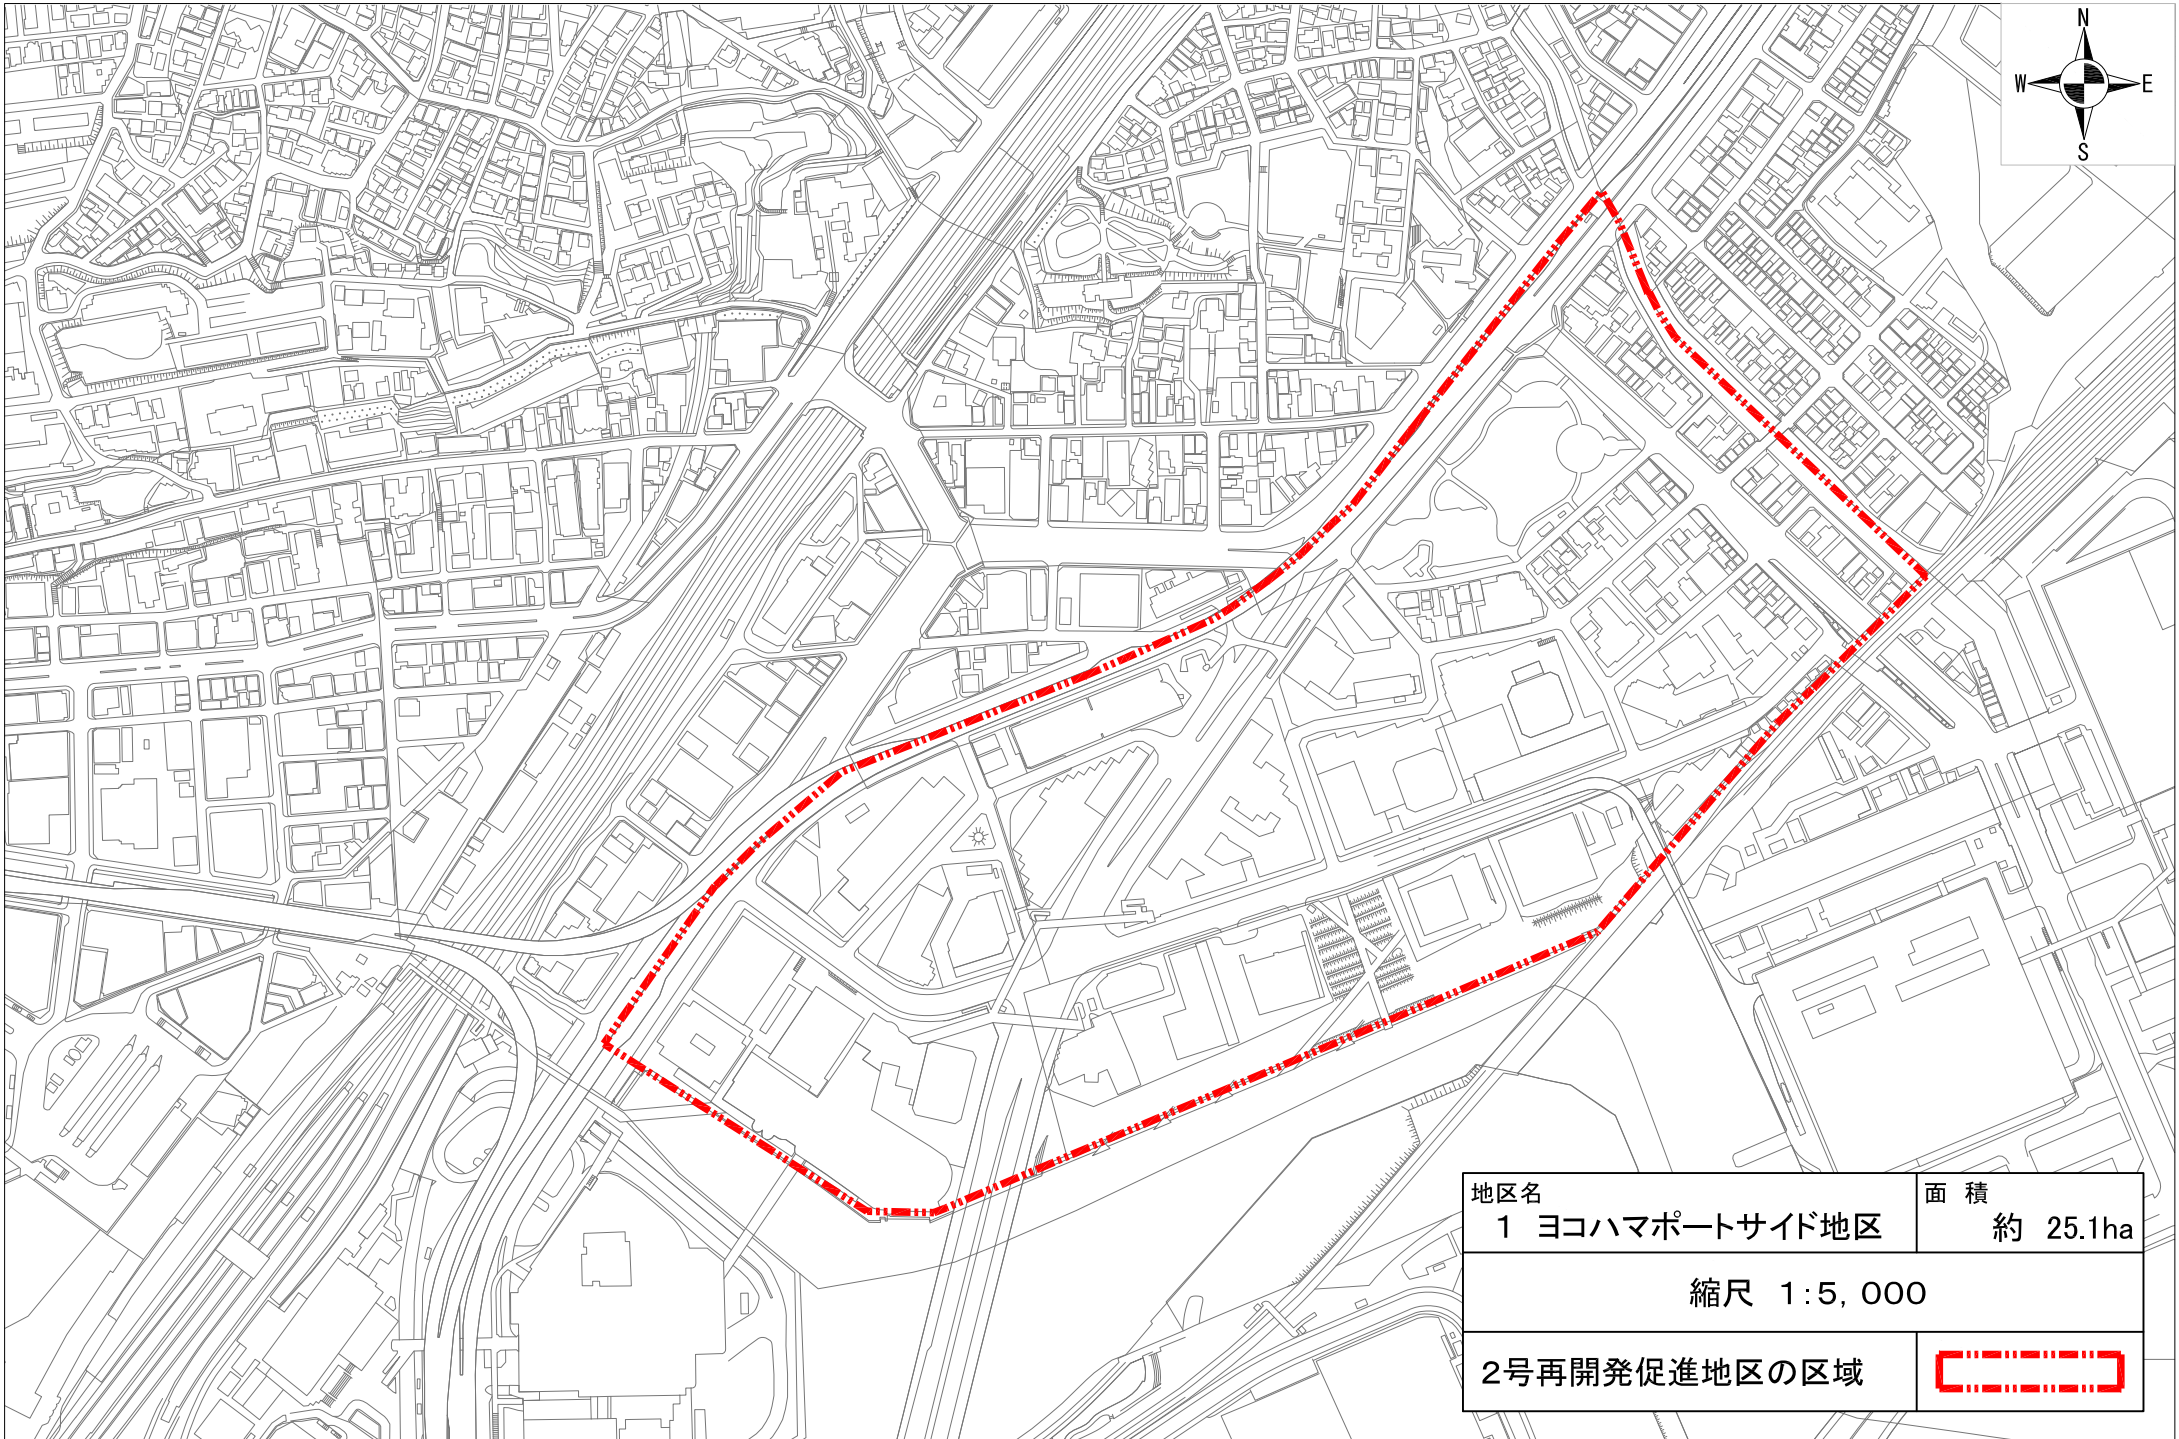 N
W E
S
地区名
1 ヨコハマポートサイド地区
面 積
約 25.1ha
縮尺 1:5,000
2号再開発促進地区の区域